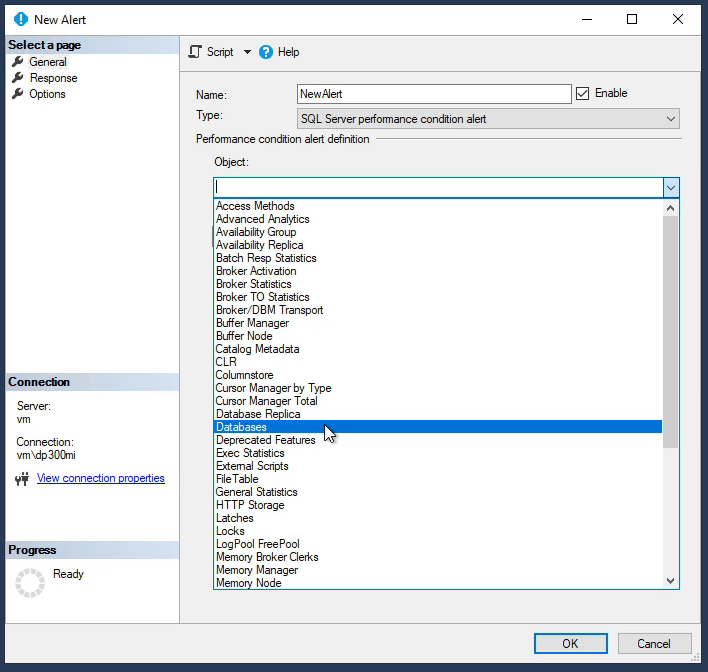 New Alert
Select a page
General
Response
Options
Script
Help
Name:
NewAlert
Enable
Type:
SQL Server performance condition alert
Performance condition alert definition
Object:
Access Methods
Advanced Analytics
Availability Group
Availability Replica
Batch Resp Statistics
Broker Activation
Broker Statistics
Broker TO Statistics
Broker/DBM Transport
Buffer Manager
Buffer Node
Catalog Metadata
CLR
Columnstore
Cursor Manager by Type
Cursor Manager Total
Database Replica
Databases
Deprecated Features
Exec Statistics
External Scripts
FileTable
General Statistics
HTTP Storage
Latches
Locks
LogPool FreePool
Memory Broker Clerks
Memory Manager
Memory Node
Connection
Server:
vm
Connection:
vm\dp300mi
View connection properties
Progress
Ready
OK
Cancel